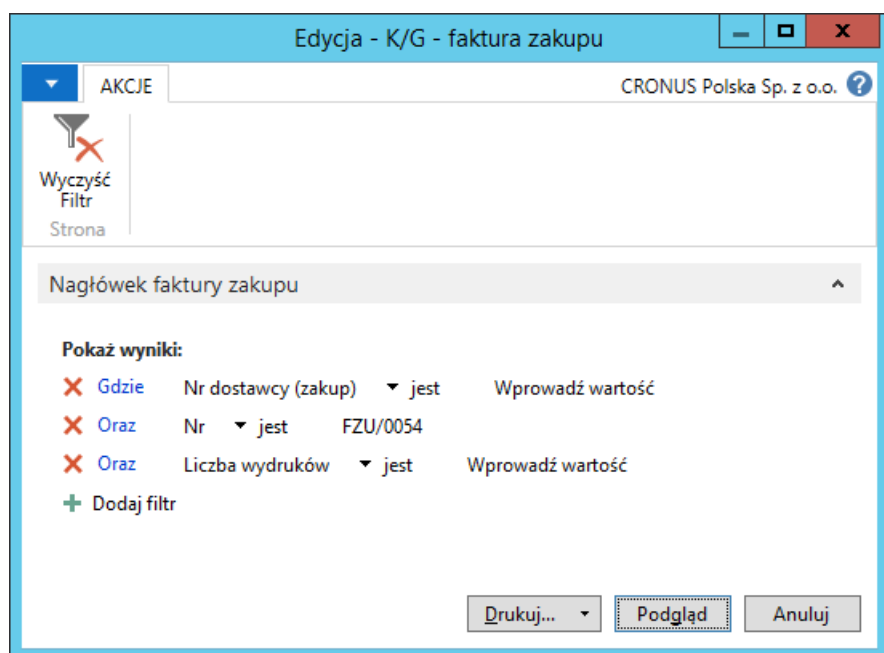 Edycja - K/G - faktura zakupu
AKCJE
CRONUS Polska Sp. z o.o.
Wyczyść
Filtr
Strona
Nagłówek faktury zakupu
Pokaż wyniki:
Gdzie Nr dostawcy (zakup) jest Wprowadź wartość
Oraz Nr jest FZU/0054
Oraz Liczba wydruków jest Wprowadź wartość
Dodaj filtr
Drukuj... Podgląd Anuluj